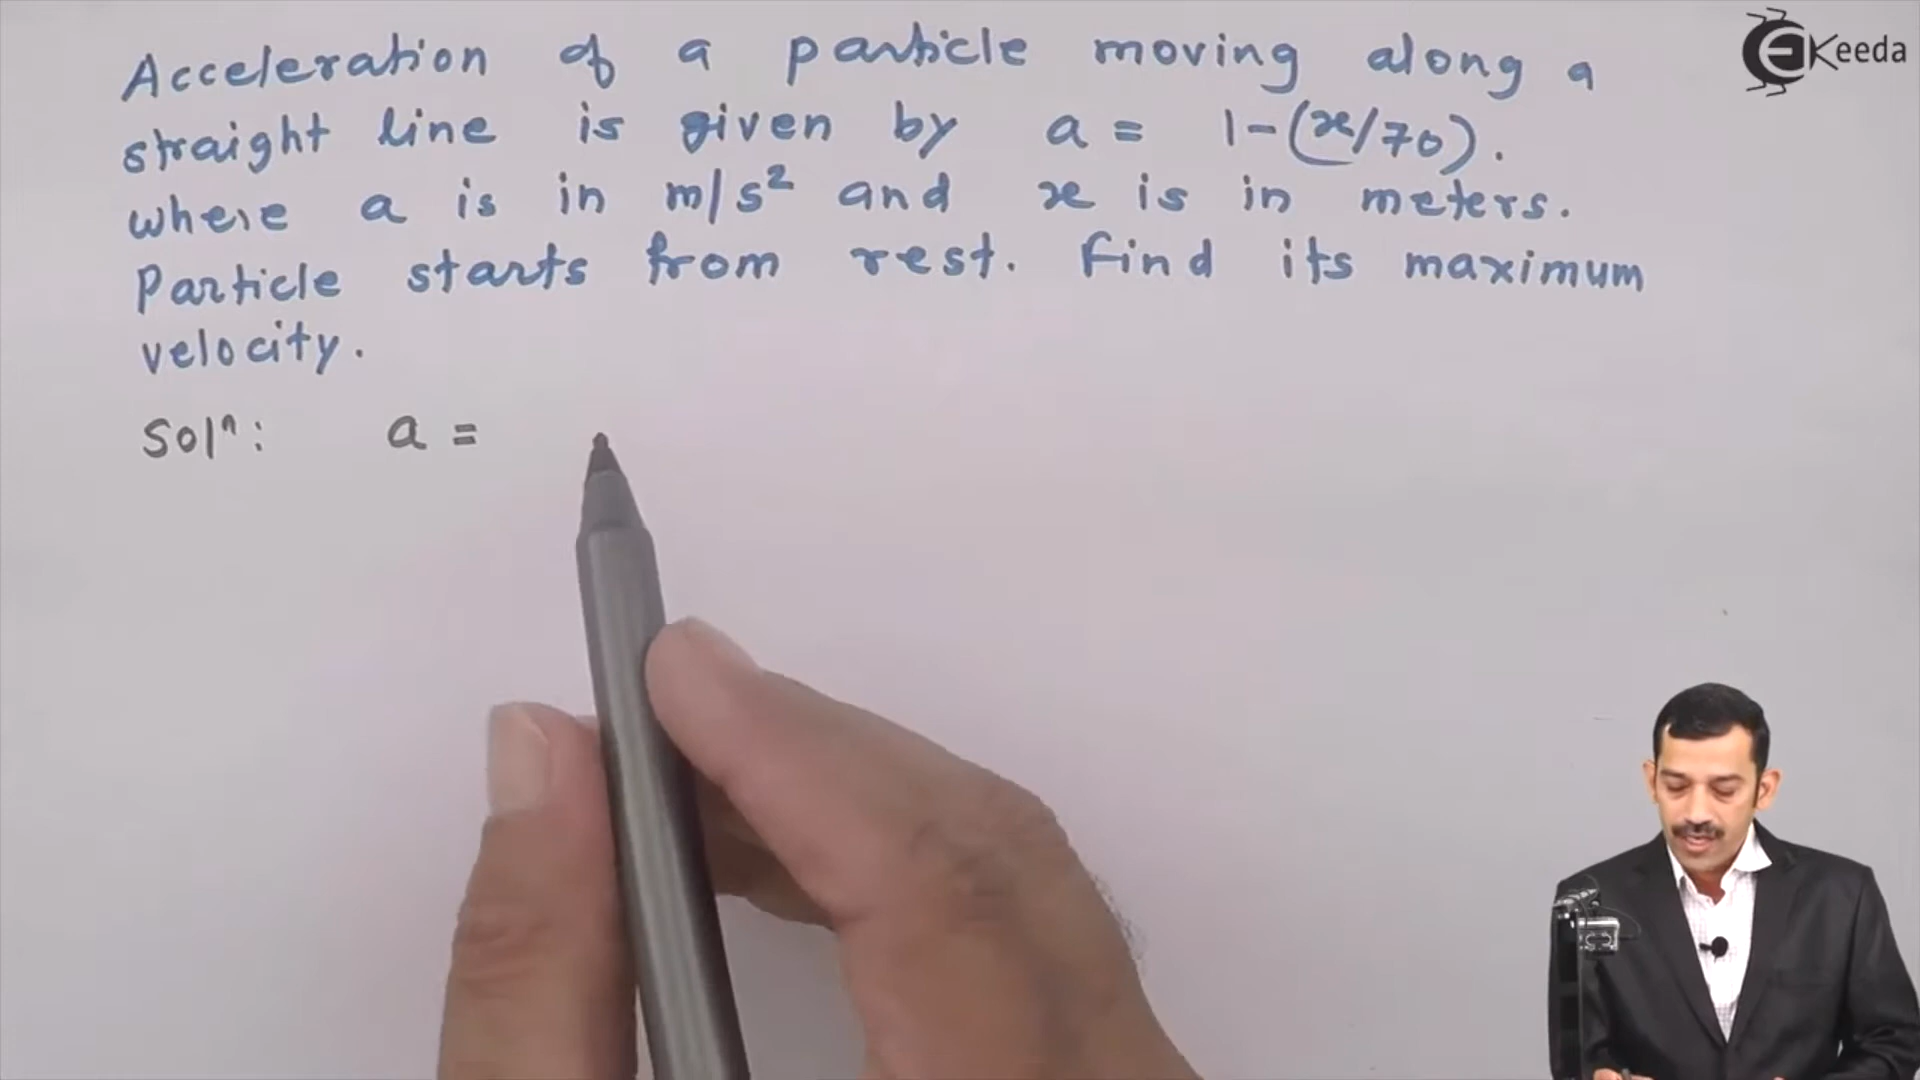 Acceleration of a particle moving along a
straight line is given by a = 1-(x/70).
where a is in m/s² and x is in meters.
Particle starts from rest. Find its maximum
velocity.
Solⁿ: a =
EKeeda